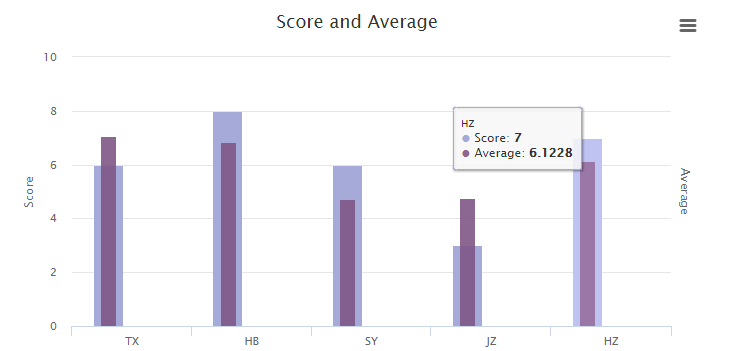 Score and Average
10
8
6
4
2
0
Score
Average
HZ
Score: 7
Average: 6.1228
TX
HB
SY
JZ
HZ